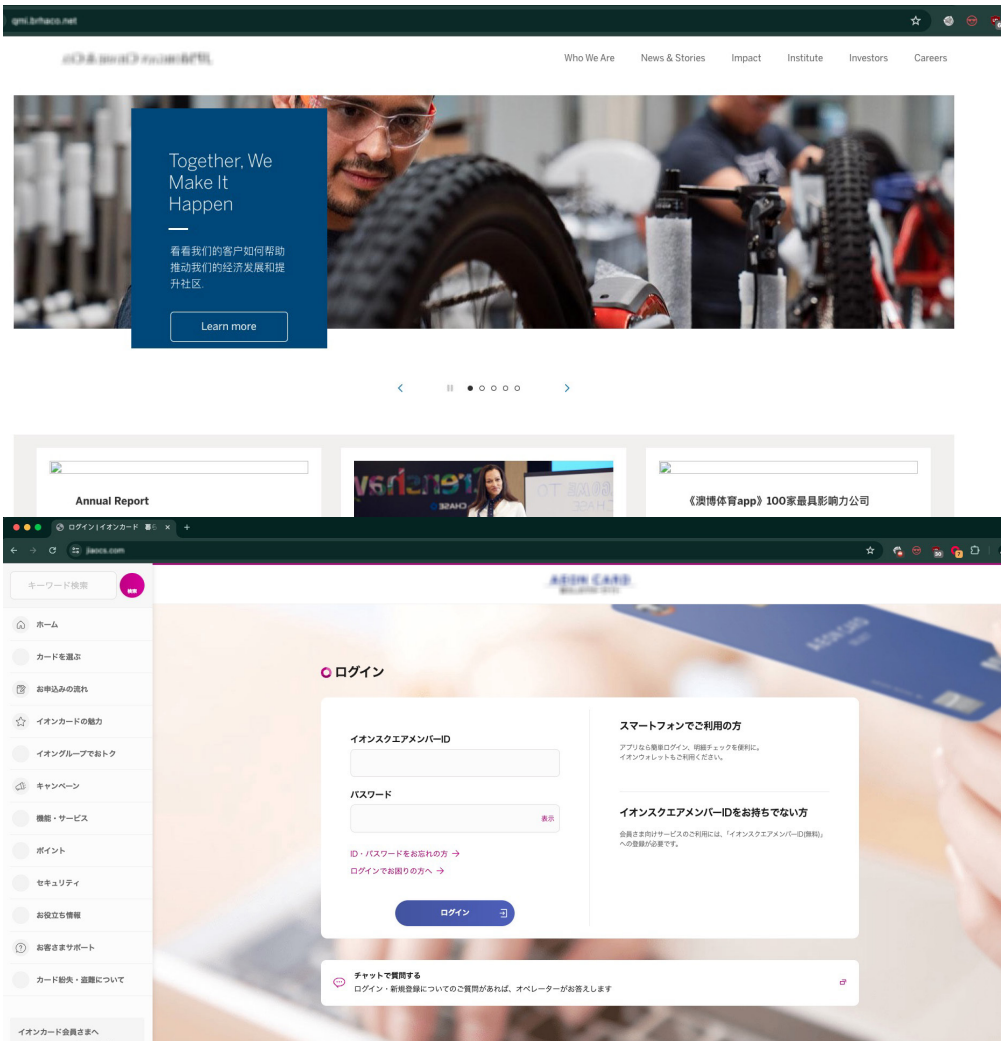 qmi.brhaco.net
Who We Are
News & Stories
Impact
Institute
Investors
Careers
Together, We
Make It
Happen
看看我们的客户如何帮助
推动我们的经济发展和提
升社区.
Learn more
Annual Report
CHASE
《澳博体育app》100家最具影响力公司
ログイン | イオンカード 暮ら
jiaocs.com
キーワード検索
検索
ホーム
カードを選ぶ
お申込みの流れ
イオンカードの魅力
イオングループでおトク
キャンペーン
機能・サービス
ポイント
セキュリティ
お役立ち情報
お客さまサポート
カード紛失・盗難について
イオンカード会員さまへ
AEON CARD
ログイン
イオンスクエアメンバーID
パスワード
表示
ID・パスワードをお忘れの方 →
ログインでお困りの方へ →
ログイン
スマートフォンでご利用の方
アプリなら簡単ログイン、明細チェックを便利に。
イオンウォレットもご利用ください。
イオンスクエアメンバーIDをお持ちでない方
会員さま向けサービスのご利用には、「イオンスクエアメンバーID(無料)」
への登録が必要です。
チャットで質問する
ログイン・新規登録についてのご質問があれば、オペレーターがお答えします